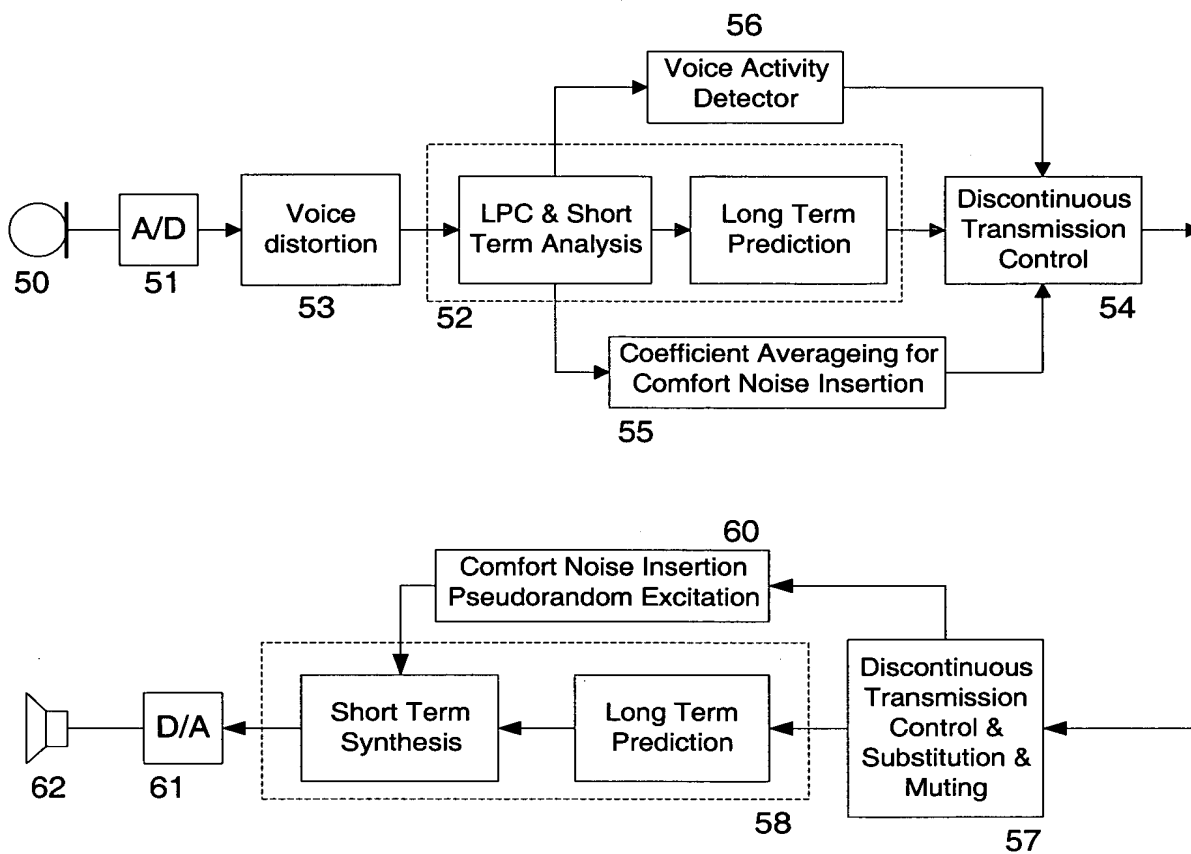 56
Voice Activity
Detector
A/D
Voice
distortion
LPC & Short
Term Analysis
Long Term
Prediction
Discontinuous
Transmission
Control
50
51
53
52
54
Coefficient Averageing for
Comfort Noise Insertion
55
60
Comfort Noise Insertion
Pseudorandom Excitation
D/A
Short Term
Synthesis
Long Term
Prediction
Discontinuous
Transmission
Control &
Substitution &
Muting
62
61
58
57